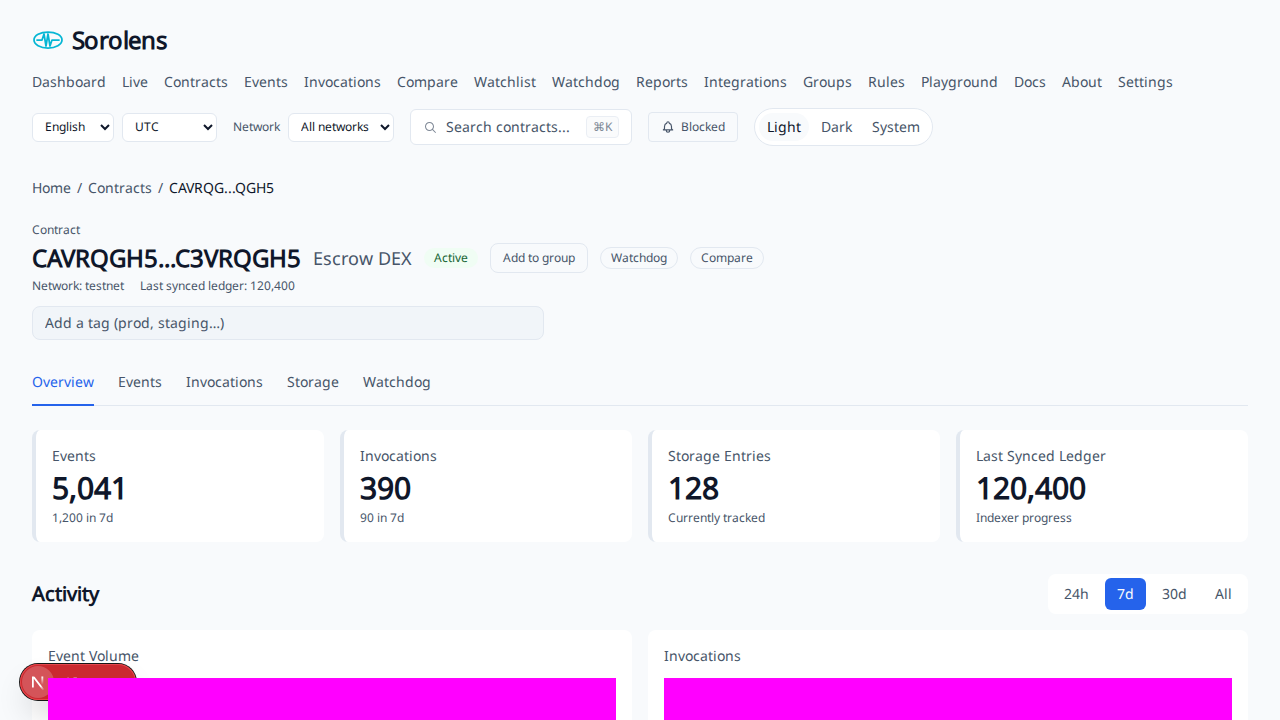 Sorolens
Dashboard Live Contracts Events Invocations Compare Watchlist Watchdog Reports Integrations Groups Rules Playground Docs About Settings
English UTC Network All networks Search contracts... ⌘K Blocked Light Dark System
Home / Contracts / CAVRQG...QGH5
Contract
CAVRQGH5...C3VRQGH5 Escrow DEX Active Add to group Watchdog Compare
Network: testnet Last synced ledger: 120,400
Add a tag (prod, staging...)
Overview Events Invocations Storage Watchdog
Events Invocations Storage Entries Last Synced Ledger
5,041 390 128 120,400
1,200 in 7d 90 in 7d Currently tracked Indexer progress
Activity 24h 7d 30d All
Event Volume Invocations
N